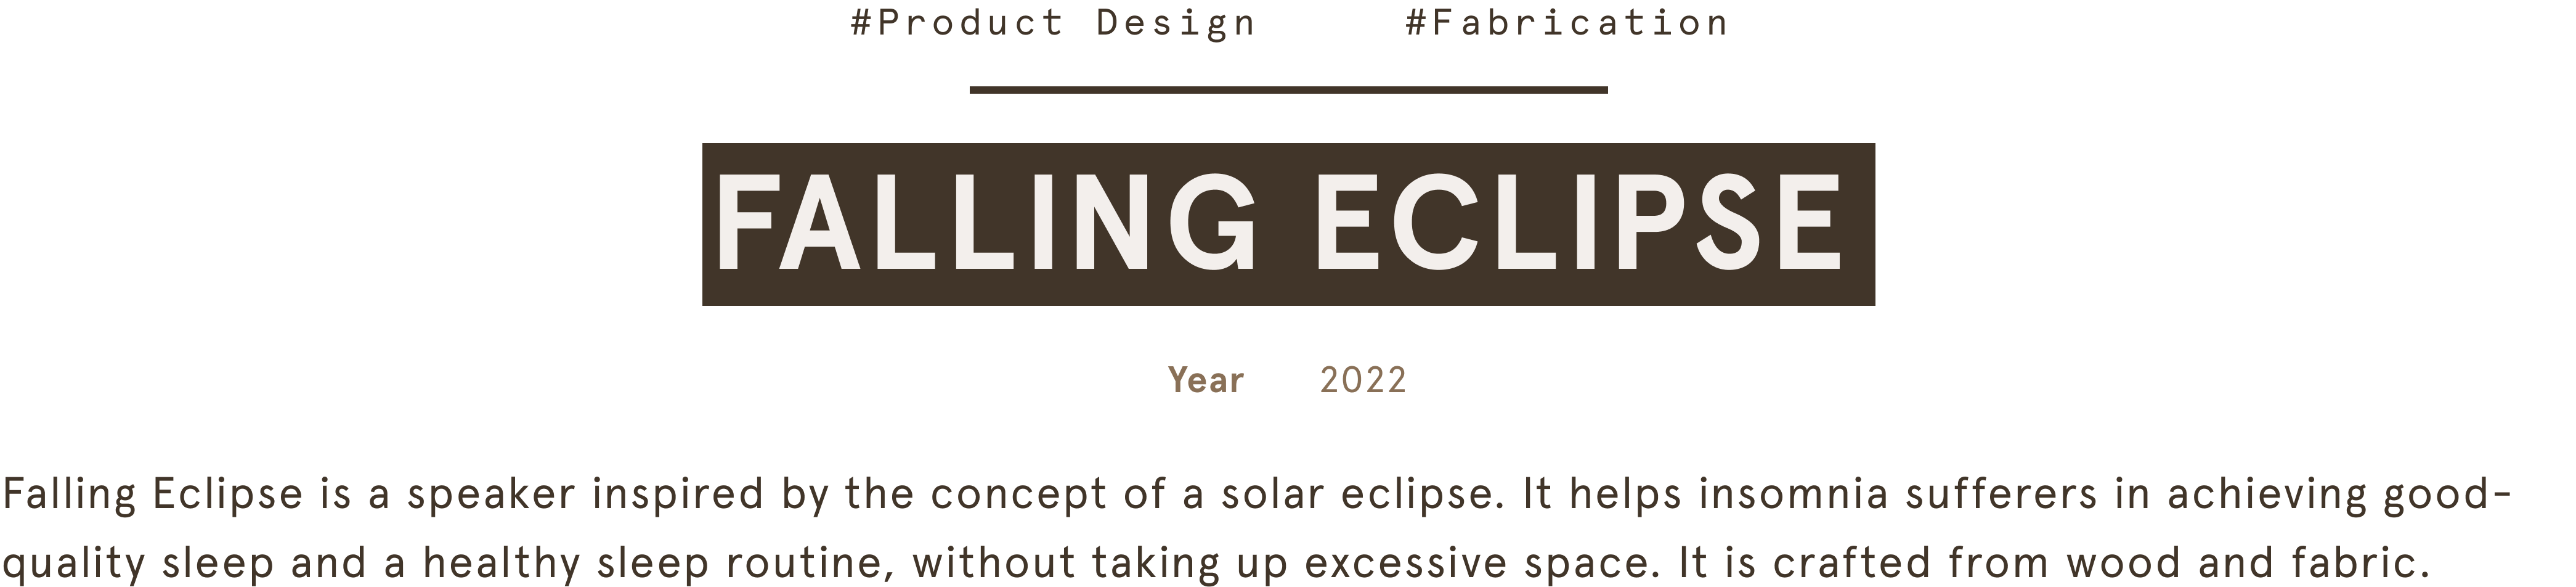 #Product Design #Fabrication
FALLING ECLIPSE
Year 2022
Falling Eclipse is a speaker inspired by the concept of a solar eclipse. It helps insomnia sufferers in achieving good-
quality sleep and a healthy sleep routine, without taking up excessive space. It is crafted from wood and fabric.